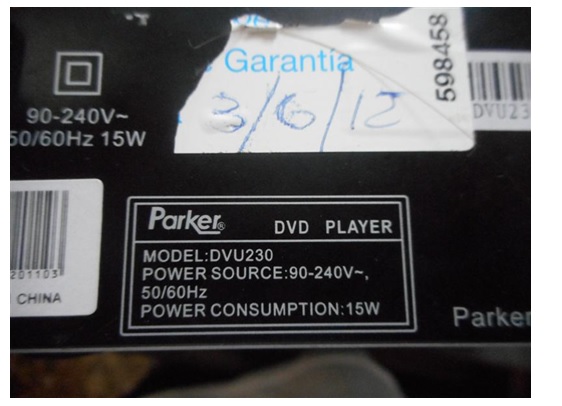 Garantía
3/6/12
598458
DVU23
90-240V~
50/60Hz 15W
201103
CHINA
Parker®
DVD PLAYER
MODEL:DVU230
POWER SOURCE:90-240V~,
50/60Hz
POWER CONSUMPTION:15W
Parker